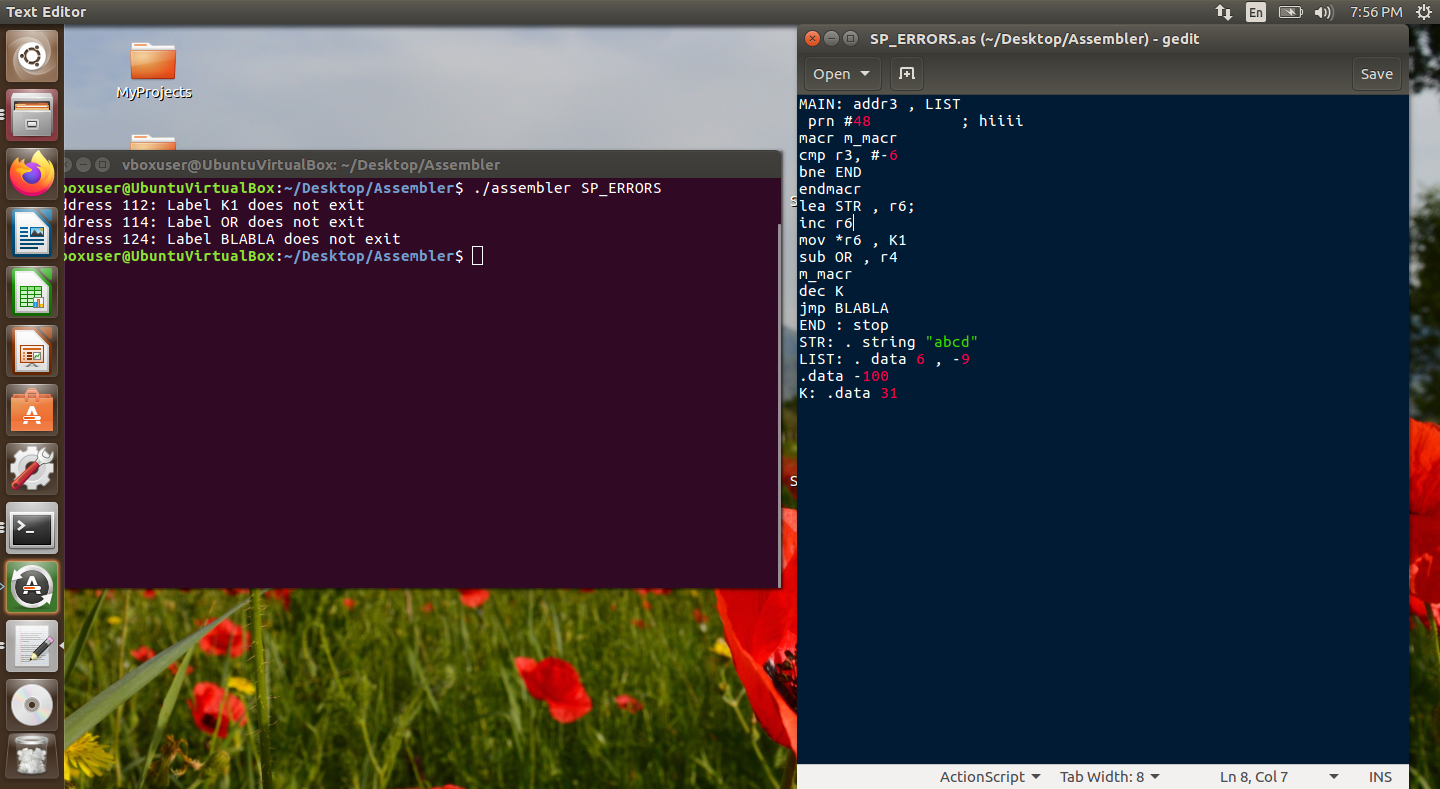 Text Editor
En
7:56 PM
MyProjects
vboxuser@UbuntuVirtualBox: ~/Desktop/Assembler
boxuser@UbuntuVirtualBox:~/Desktop/Assembler$ ./assembler SP_ERRORS
ddress 112: Label K1 does not exit
ddress 114: Label OR does not exit
ddress 124: Label BLABLA does not exit
boxuser@UbuntuVirtualBox:~/Desktop/Assembler$
S
S
SP_ERRORS.as (~/Desktop/Assembler) - gedit
Open
Save
MAIN: addr3 , LIST
prn #48 ; hiiii
macr m_macr
cmp r3, #-6
bne END
endmacr
lea STR , r6;
inc r6
mov *r6 , K1
sub OR , r4
m_macr
dec K
jmp BLABLA
END : stop
STR: . string "abcd"
LIST: . data 6 , -9
.data -100
K: .data 31
ActionScript
Tab Width: 8
Ln 8, Col 7
INS